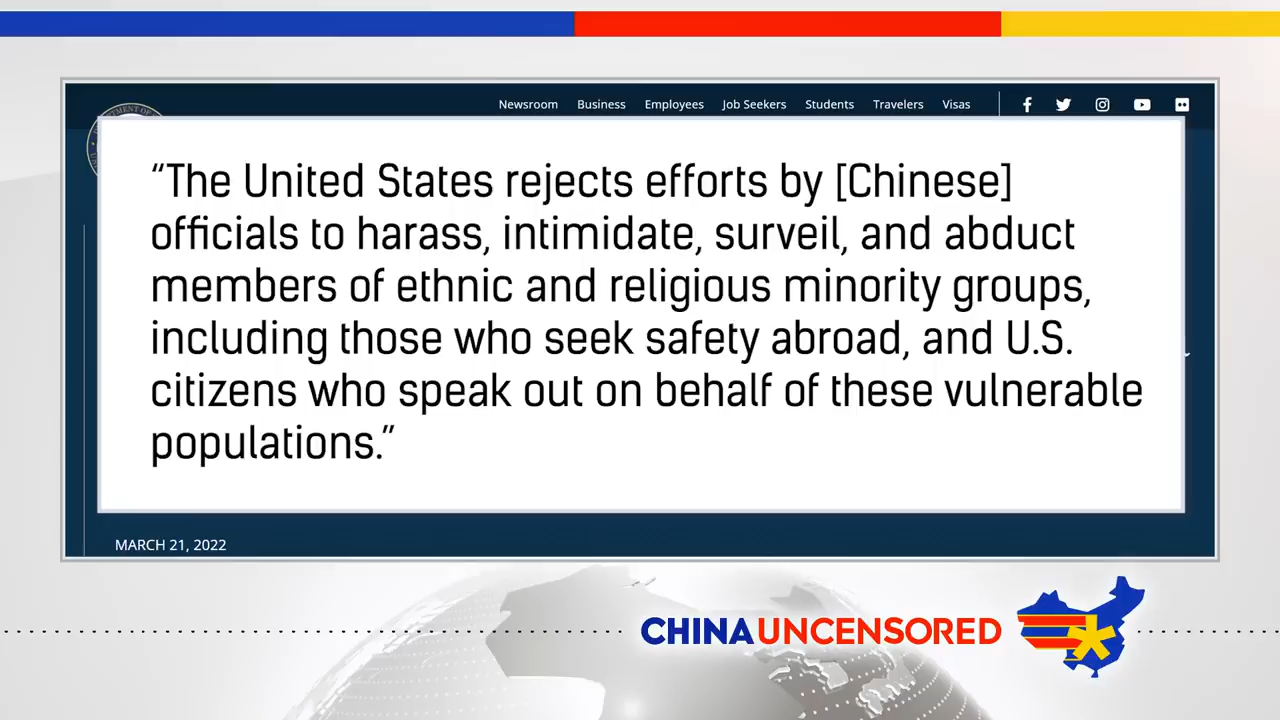 Newsroom Business Employees Job Seekers Students Travelers Visas
“The United States rejects efforts by [Chinese]
officials to harass, intimidate, surveil, and abduct
members of ethnic and religious minority groups,
including those who seek safety abroad, and U.S.
citizens who speak out on behalf of these vulnerable
populations.”
MARCH 21, 2022
CHINA UNCENSORED